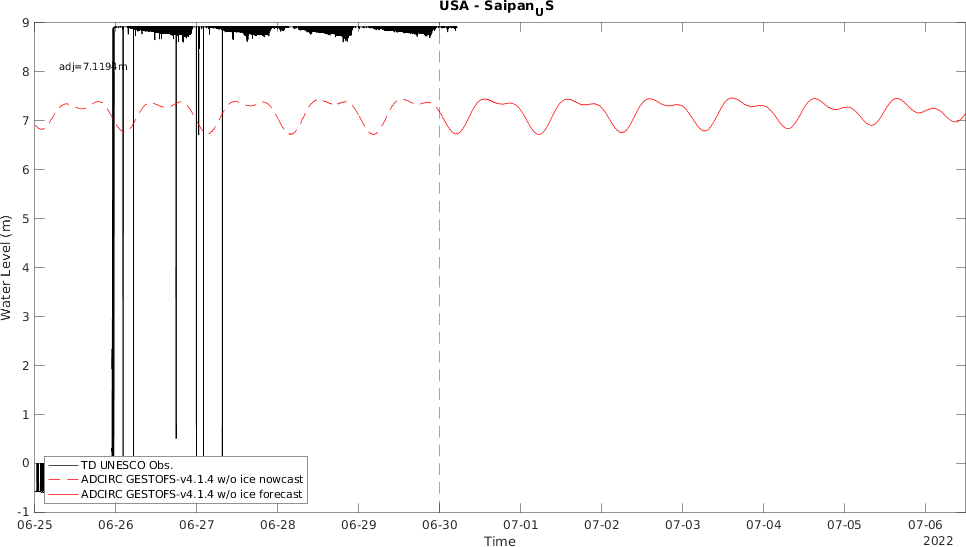 USA - Saipan_US
9
8
7
6
5
4
3
2
1
0
-1
Water Level (m)
adj=7.1194m
TD UNESCO Obs.
ADCIRC GESTOFS-v4.1.4 w/o ice nowcast
ADCIRC GESTOFS-v4.1.4 w/o ice forecast
06-25 06-26 06-27 06-28 06-29 06-30 07-01 07-02 07-03 07-04 07-05 07-06
Time
2022